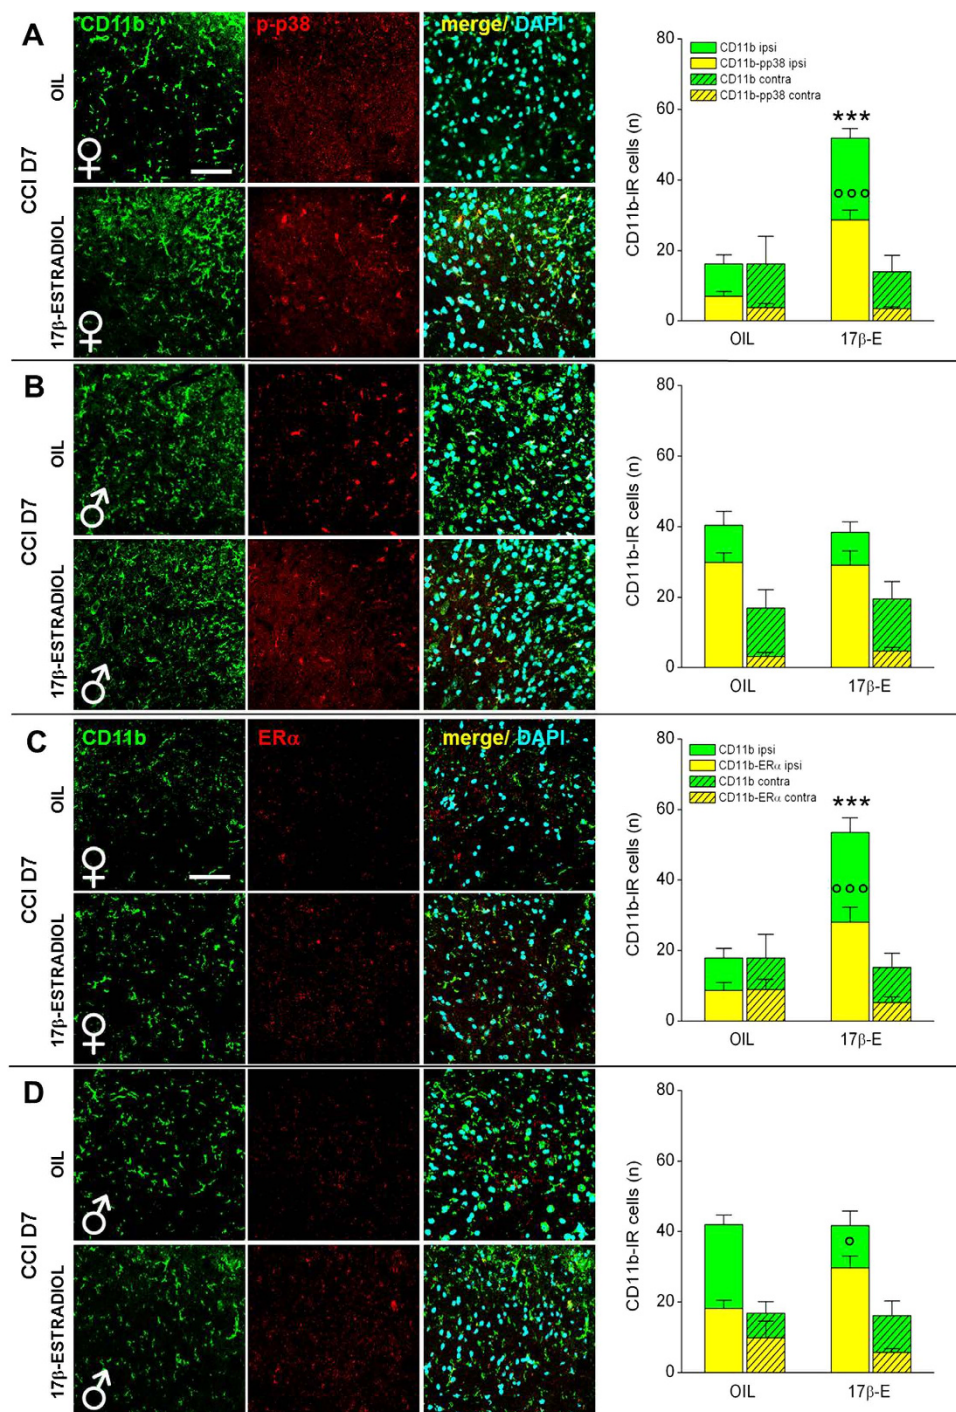 A
CD11b
p-p38
merge/ DAPI
CCI D7
OIL
♀
17β-ESTRADIOL
♀
CD11b-IR cells (n)
80
60
40
20
0
CD11b ipsi
CD11b-pp38 ipsi
CD11b contra
CD11b-pp38 contra
***
°°°
OIL
17β-E
B
CCI D7
OIL
♂
17β-ESTRADIOL
♂
CD11b-IR cells (n)
80
60
40
20
0
OIL
17β-E
C
CD11b
ERα
merge/ DAPI
CCI D7
OIL
♀
17β-ESTRADIOL
♀
CD11b-IR cells (n)
80
60
40
20
0
CD11b ipsi
CD11b-ERα ipsi
CD11b contra
CD11b-ERα contra
***
°°°
OIL
17β-E
D
CCI D7
OIL
♂
17β-ESTRADIOL
♂
CD11b-IR cells (n)
80
60
40
20
0
°
OIL
17β-E